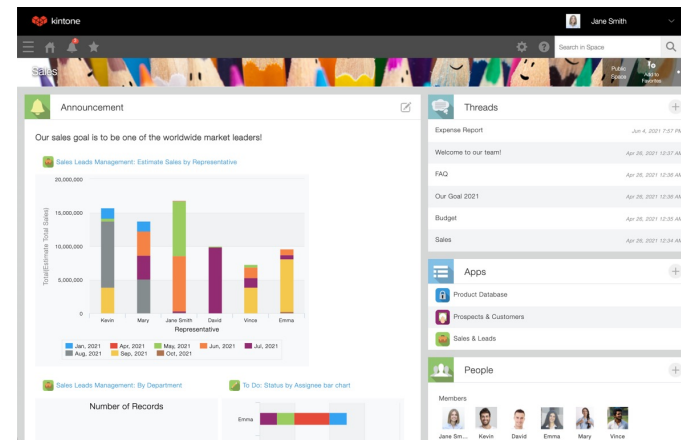 kintone
Jane Smith
Search in Space
Sales
Public Space
Add to Favorites
Announcement
Our sales goal is to be one of the worldwide market leaders!
Sales Leads Management: Estimate Sales by Representative
Total(Estimate Total Sales)
20,000,000
15,000,000
10,000,000
5,000,000
0
Kevin Mary Jane Smith David Vince Emma
Representative
Jan, 2021 Apr, 2021 May, 2021 Jun, 2021 Jul, 2021
Aug, 2021 Sep, 2021 Oct, 2021
Sales Leads Management: By Department
Number of Records
To Do: Status by Assignee bar chart
Emma
Threads
Expense Report Jun 4, 2021 7:57 PM
Welcome to our team! Apr 26, 2021 12:37 AM
FAQ Apr 26, 2021 12:36 AM
Our Goal 2021 Apr 26, 2021 12:36 AM
Budget Apr 26, 2021 12:35 AM
Sales Apr 26, 2021 12:34 AM
Apps
Product Database
Prospects & Customers
Sales & Leads
People
Members
Jane Sm... Kevin David Emma Mary Vince